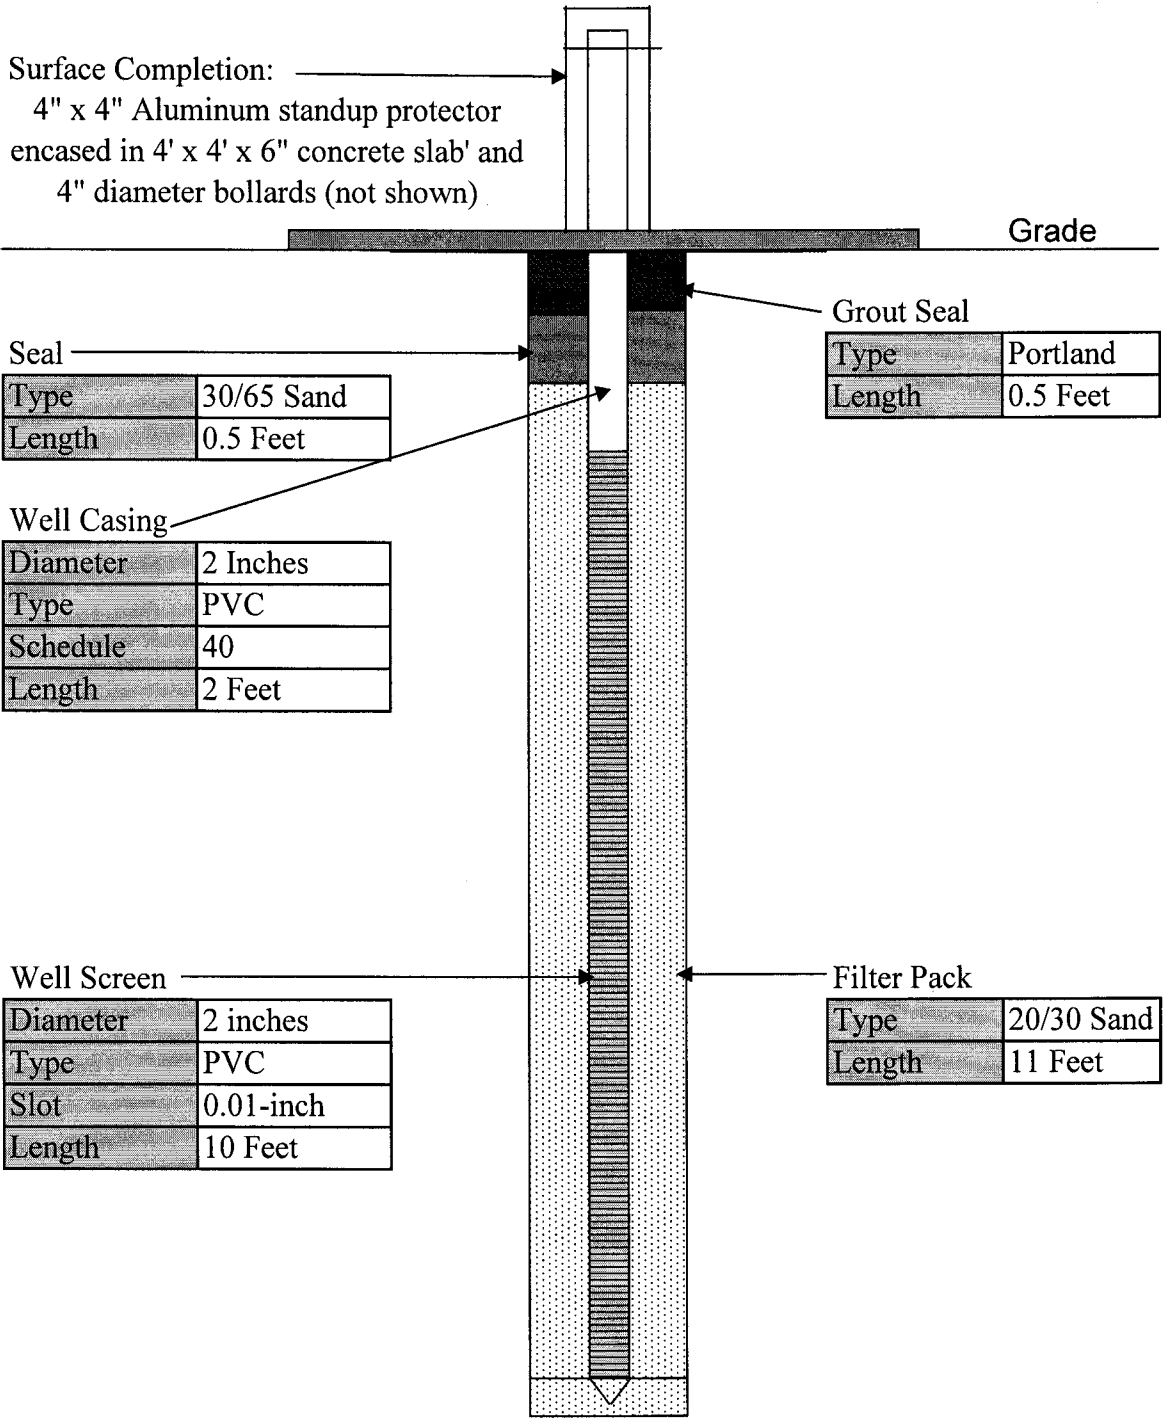 Surface Completion:
4" x 4" Aluminum standup protector
encased in 4' x 4' x 6" concrete slab' and
4" diameter bollards (not shown)
Grade
Grout Seal
Type Portland
Length 0.5 Feet
Seal
Type 30/65 Sand
Length 0.5 Feet
Well Casing
Diameter 2 Inches
Type PVC
Schedule 40
Length 2 Feet
Well Screen
Diameter 2 inches
Type PVC
Slot 0.01-inch
Length 10 Feet
Filter Pack
Type 20/30 Sand
Length 11 Feet